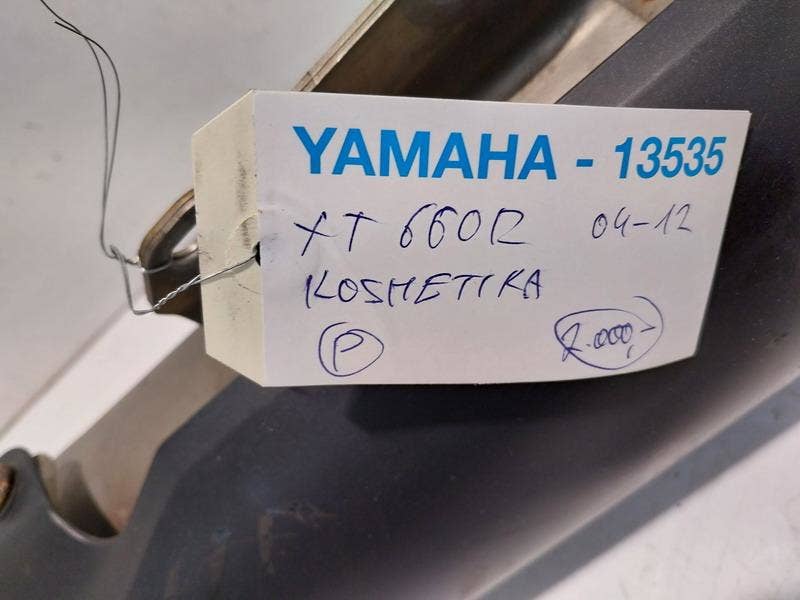 YAMAHA - 13535
XT 660R 04-12
KOSMETIKA
P 2.000,-